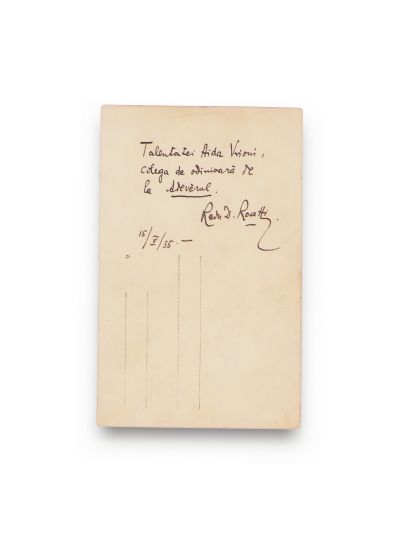 Talentatei Aida Vrioni,
colega de odinioară de
la Adevĕrul.
Radu D. Rosetti
15/V/35.—